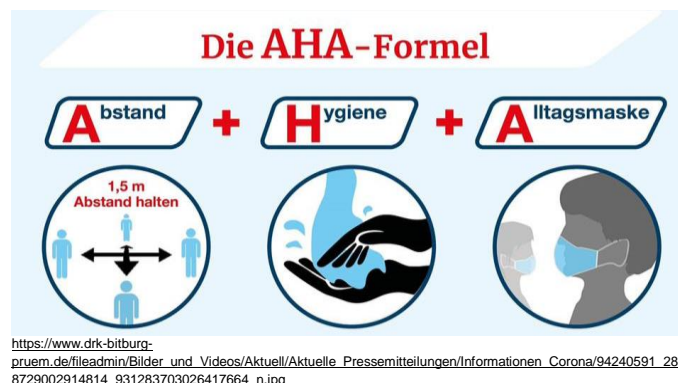 Die AHA-Formel
Abstand + Hygiene + Alltagsmaske
1,5 m
Abstand halten
https://www.drk-bitburg-
pruem.de/fileadmin/Bilder_und_Videos/Aktuell/Aktuelle_Pressemitteilungen/Informationen_Corona/94240591_28
8729002914814_931283703026417664_n.jpg